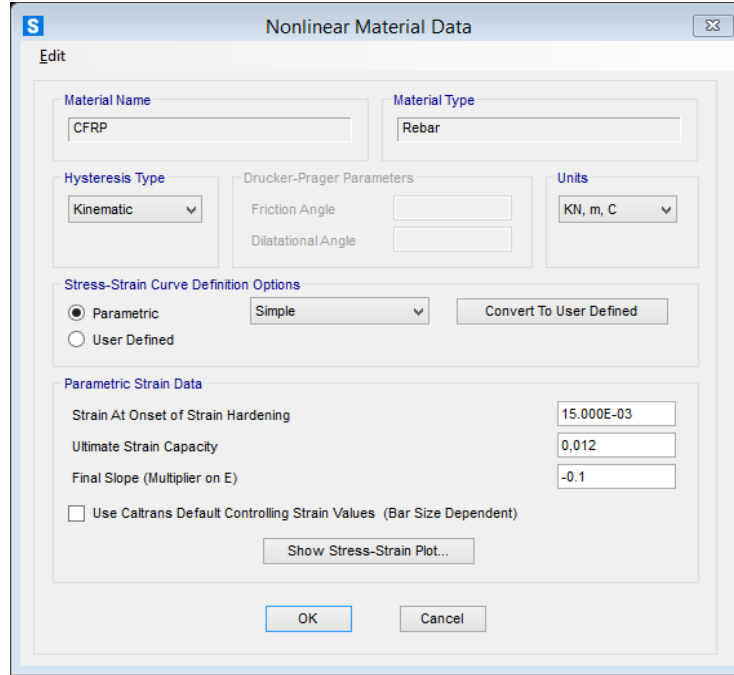 S Nonlinear Material Data
Edit
Material Name
CFRP
Material Type
Rebar
Hysteresis Type
Kinematic
Drucker-Prager Parameters
Friction Angle
Dilatational Angle
Units
KN, m, C
Stress-Strain Curve Definition Options
Parametric
Simple
Convert To User Defined
User Defined
Parametric Strain Data
Strain At Onset of Strain Hardening 15.000E-03
Ultimate Strain Capacity 0,012
Final Slope (Multiplier on E) -0.1
Use Caltrans Default Controlling Strain Values (Bar Size Dependent)
Show Stress-Strain Plot...
OK Cancel